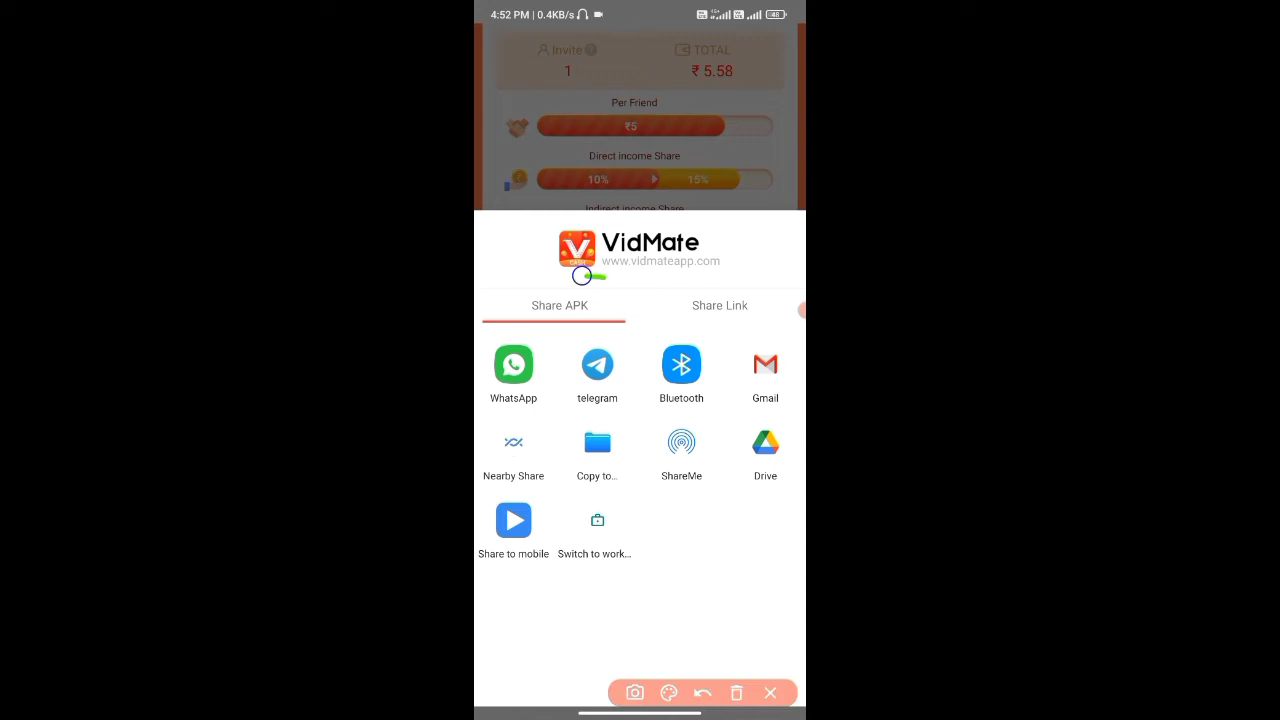 4:52 PM | 0.4KB/s 48
Invite TOTAL
1 ₹ 5.58
Per Friend
₹5
Direct income Share
10% 15%
Indirect income Share
CASH
VidMate
www.vidmateapp.com
Share APK Share Link
WhatsApp telegram Bluetooth Gmail
Nearby Share Copy to... ShareMe Drive
Share to mobile Switch to work...